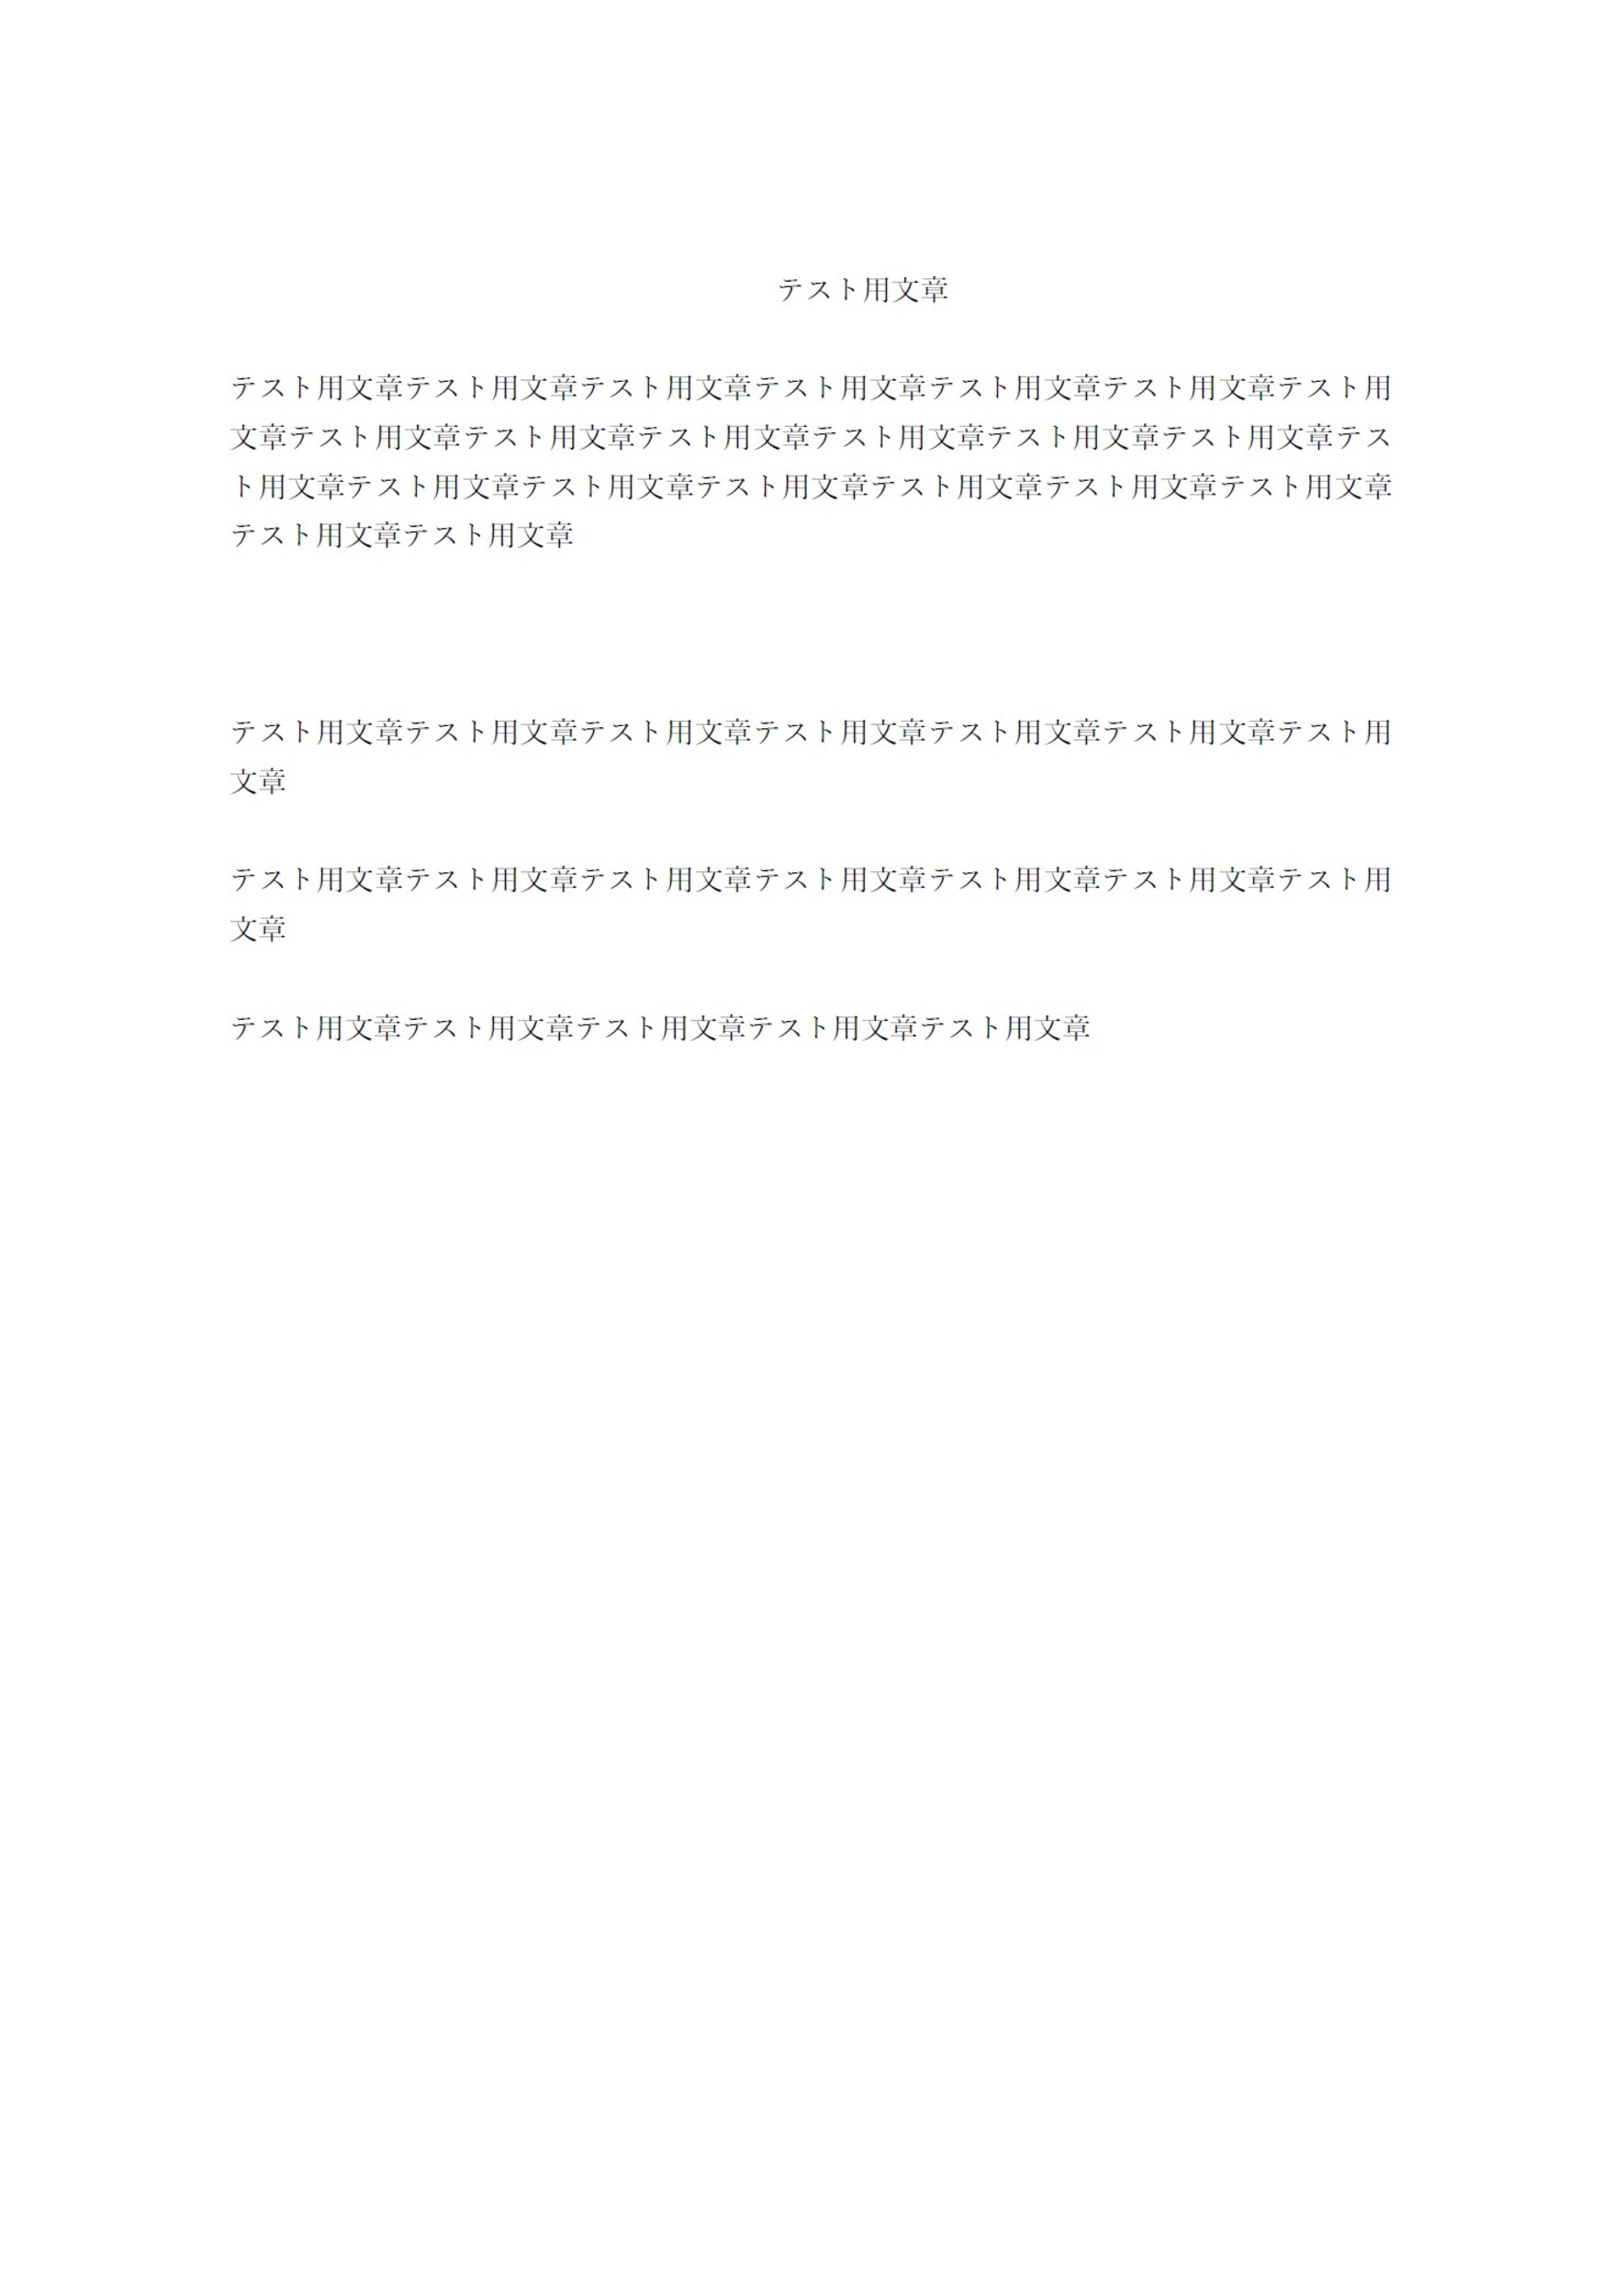 テスト用文章
テスト用文章テスト用文章テスト用文章テスト用文章テスト用文章テスト用文章テスト用
文章テスト用文章テスト用文章テスト用文章テスト用文章テスト用文章テスト用文章テス
ト用文章テスト用文章テスト用文章テスト用文章テスト用文章テスト用文章テスト用文章
テスト用文章テスト用文章
テスト用文章テスト用文章テスト用文章テスト用文章テスト用文章テスト用文章テスト用
文章
テスト用文章テスト用文章テスト用文章テスト用文章テスト用文章テスト用文章テスト用
文章
テスト用文章テスト用文章テスト用文章テスト用文章テスト用文章